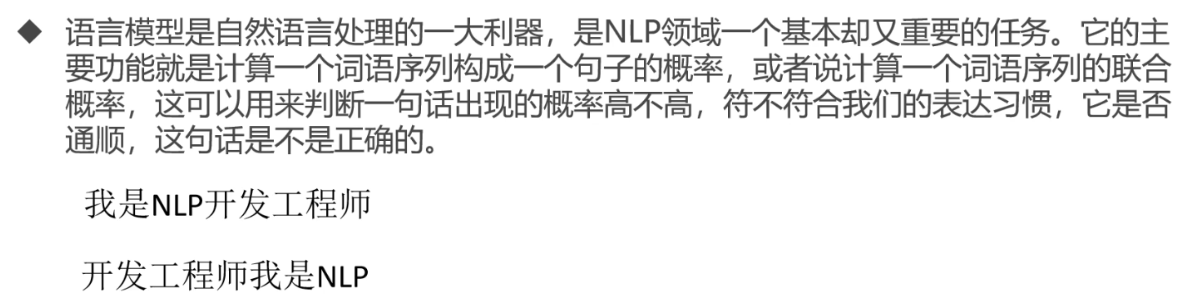 ◆ 语言模型是自然语言处理的一大利器，是NLP领域一个基本却又重要的任务。它的主
要功能就是计算一个词语序列构成一个句子的概率，或者说计算一个词语序列的联合
概率，这可以用来判断一句话出现的概率高不高，符不符合我们的表达习惯，它是否
通顺，这句话是不是正确的。
我是NLP开发工程师
开发工程师我是NLP